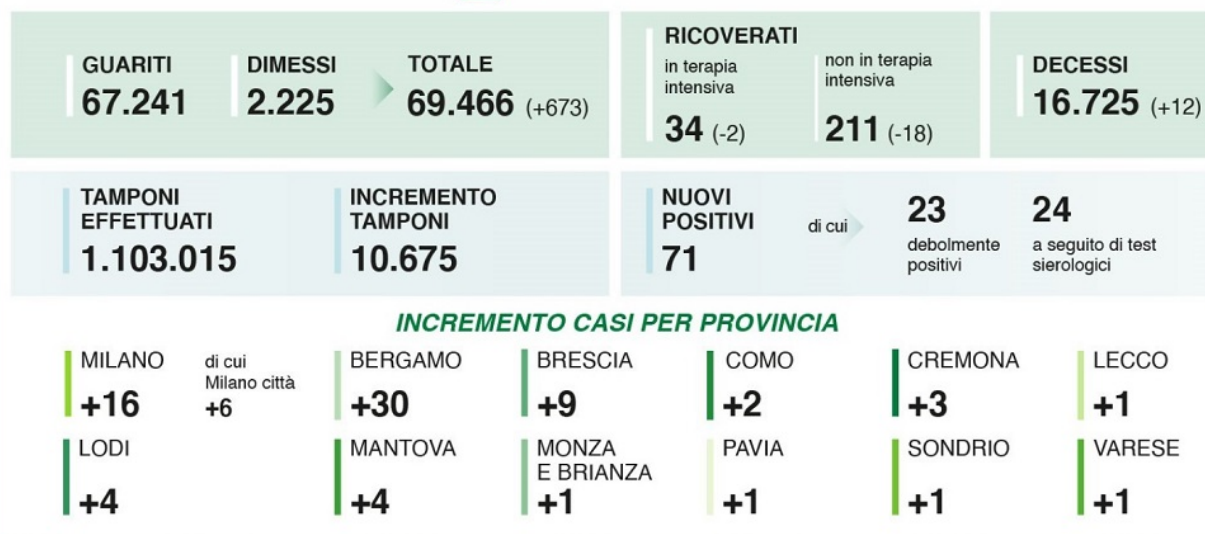 GUARITI
67.241
DIMESSI
2.225
TOTALE
69.466 (+673)
RICOVERATI
in terapia
intensiva
34 (-2)
non in terapia
intensiva
211 (-18)
DECESSI
16.725 (+12)
TAMPONI
EFFETTUATI
1.103.015
INCREMENTO
TAMPONI
10.675
NUOVI
POSITIVI
71
di cui
23
debolmente
positivi
24
a seguito di test
sierologici
INCREMENTO CASI PER PROVINCIA
MILANO
+16
di cui
Milano città
+6
BERGAMO
+30
BRESCIA
+9
COMO
+2
CREMONA
+3
LECCO
+1
LODI
+4
MANTOVA
+4
MONZA
E BRIANZA
+1
PAVIA
+1
SONDRIO
+1
VARESE
+1